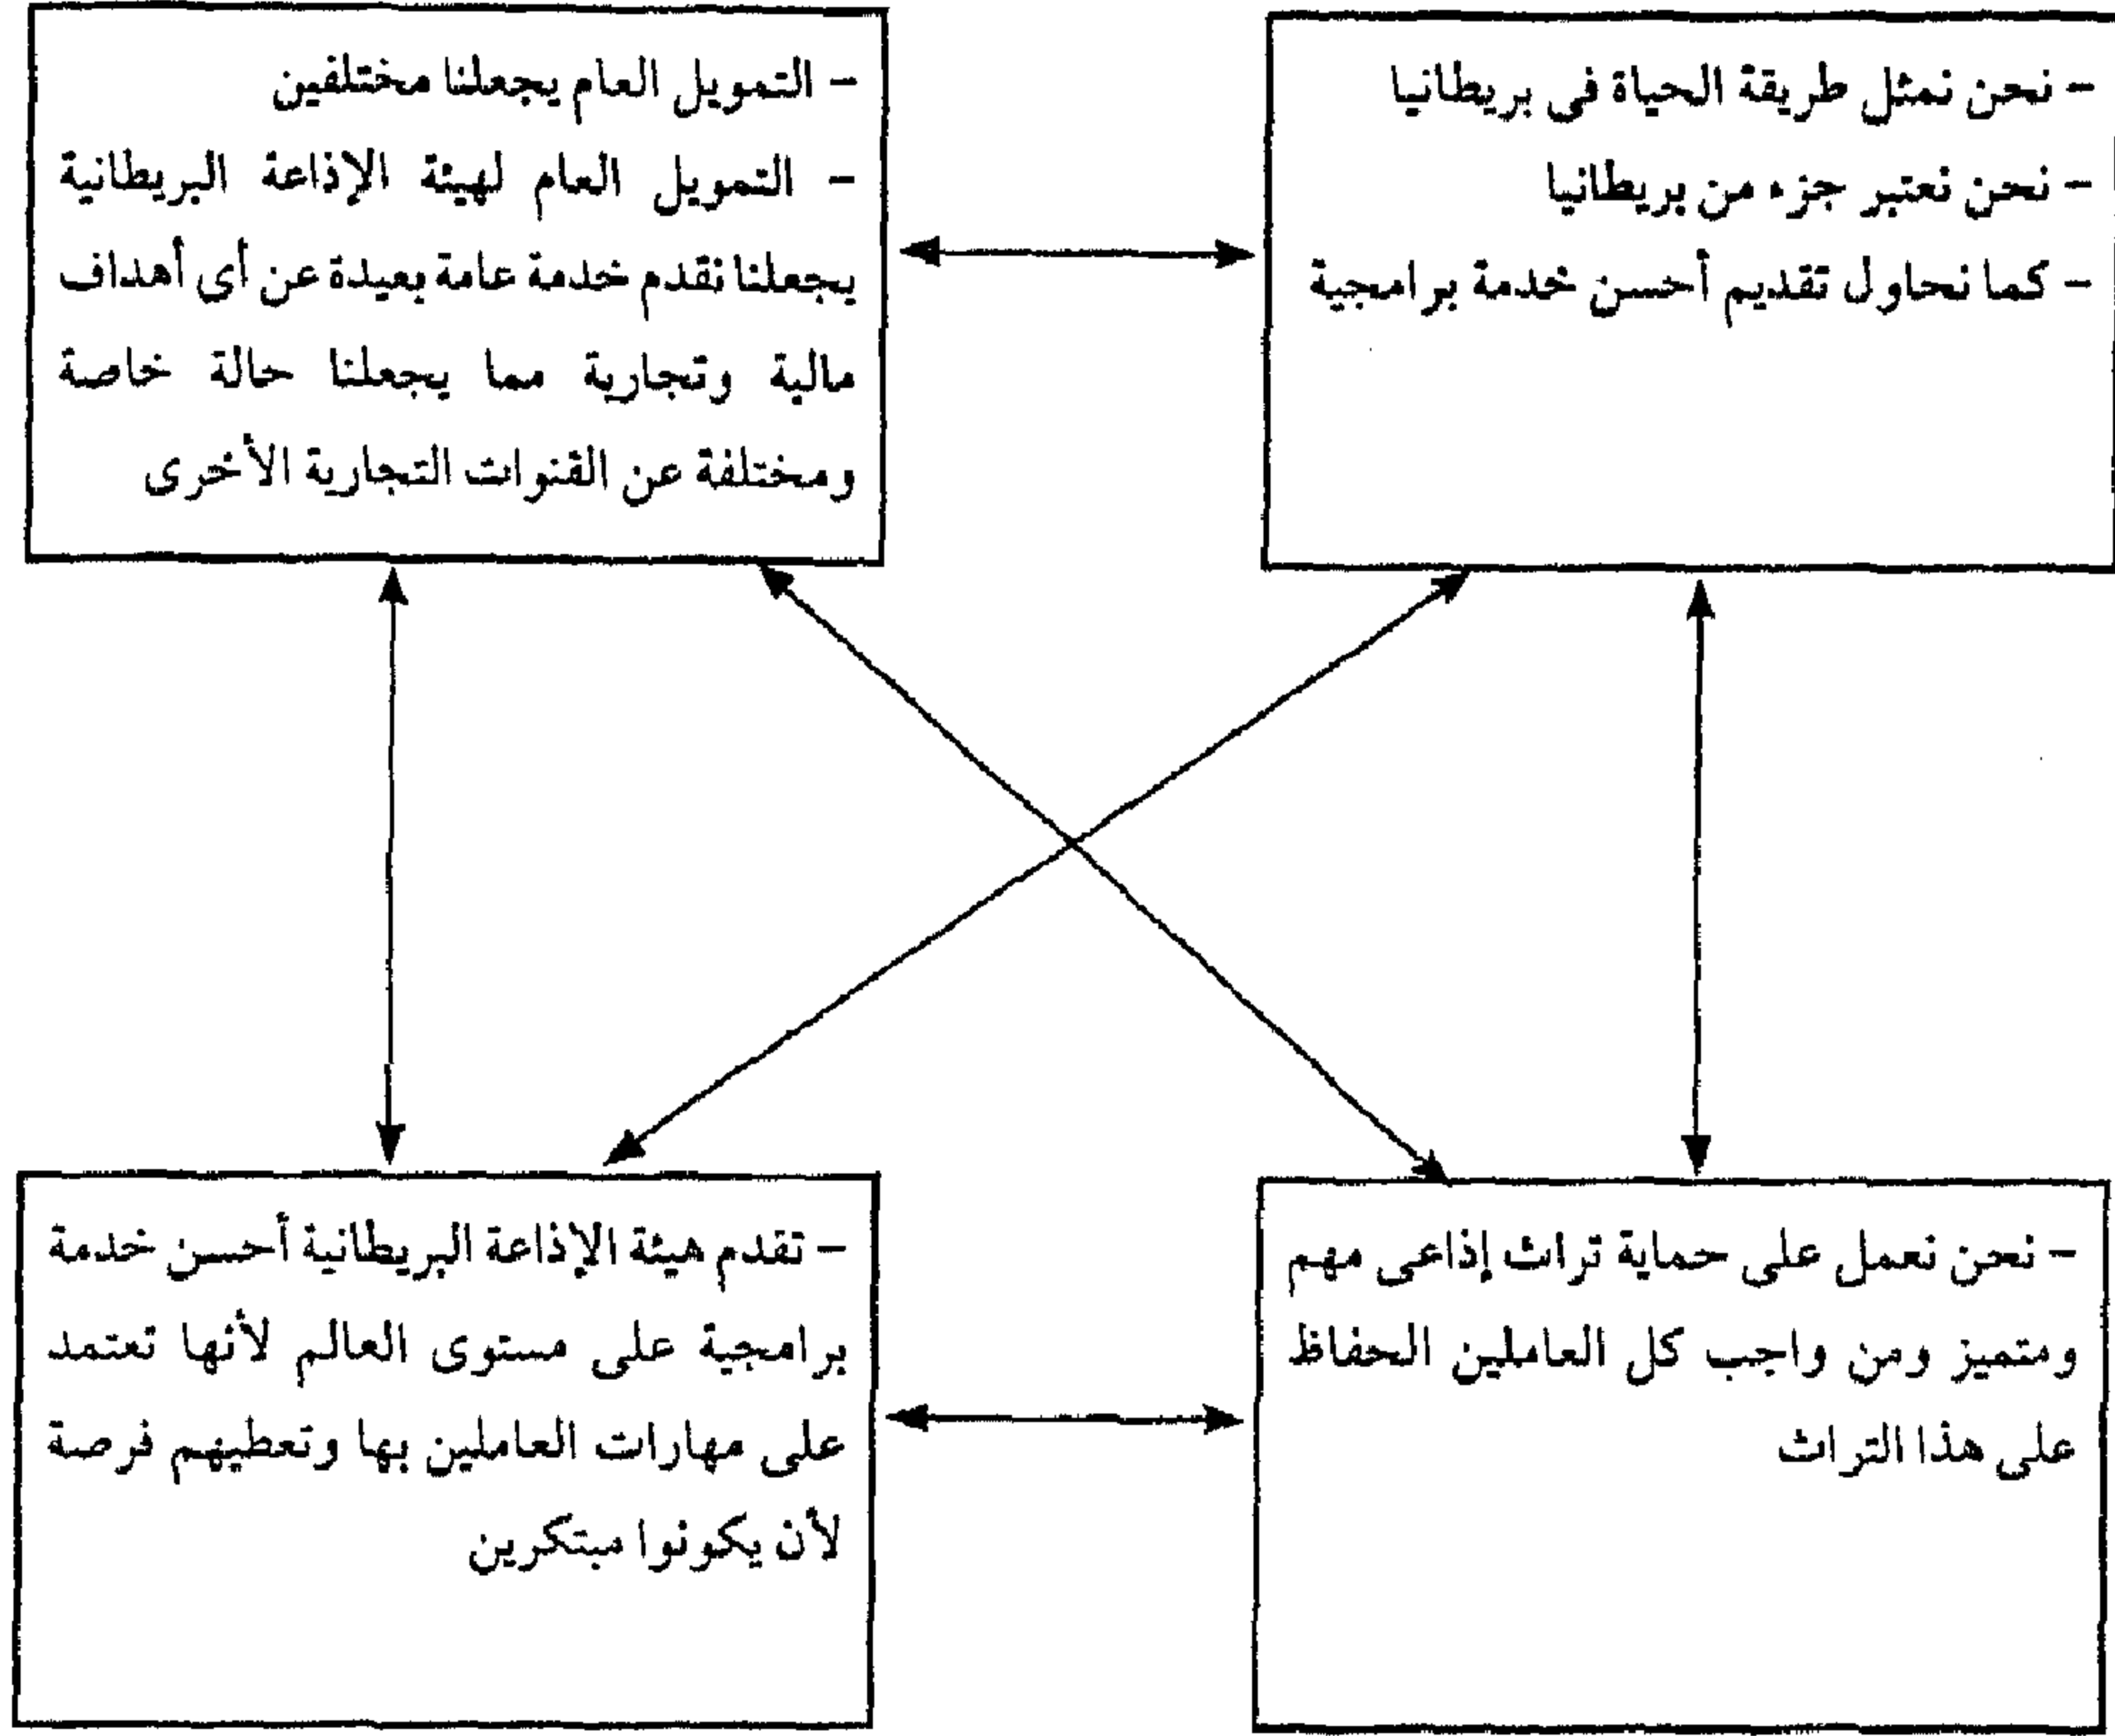 - نحن نمثل طريقة الحياة فى بريطانيا
- نحن نعتبر جزء من بريطانيا
- كما نحاول تقديم أحسن خدمة برامجية
- التمويل العام يجعلنا مختلفين
- التمويل العام لهيئة الإذاعة البريطانية
يجعلنا نقدم خدمة عامة بعيدة عن أى أهداف
مالية وتجارية مما يجعلنا حالة خاصة
ومختلفة عن القنوات التجارية الأخرى
- نحن نعمل على حماية تراث إذاعى مهم
ومتميز ومن واجب كل العاملين الحفاظ
على هذا التراث
- تقدم هيئة الإذاعة البريطانية أحسن خدمة
برامجية على مستوى العالم لأنها تعتمد
على مهارات العاملين بها وتعطيهم فرصة
لأن يكونوا مبتكرين